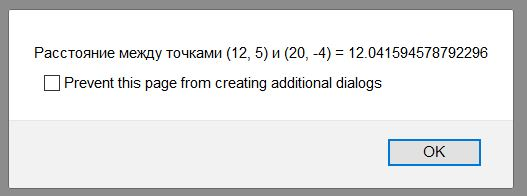 Расстояние между точками (12, 5) и (20, -4) = 12.041594578792296
Prevent this page from creating additional dialogs
OK